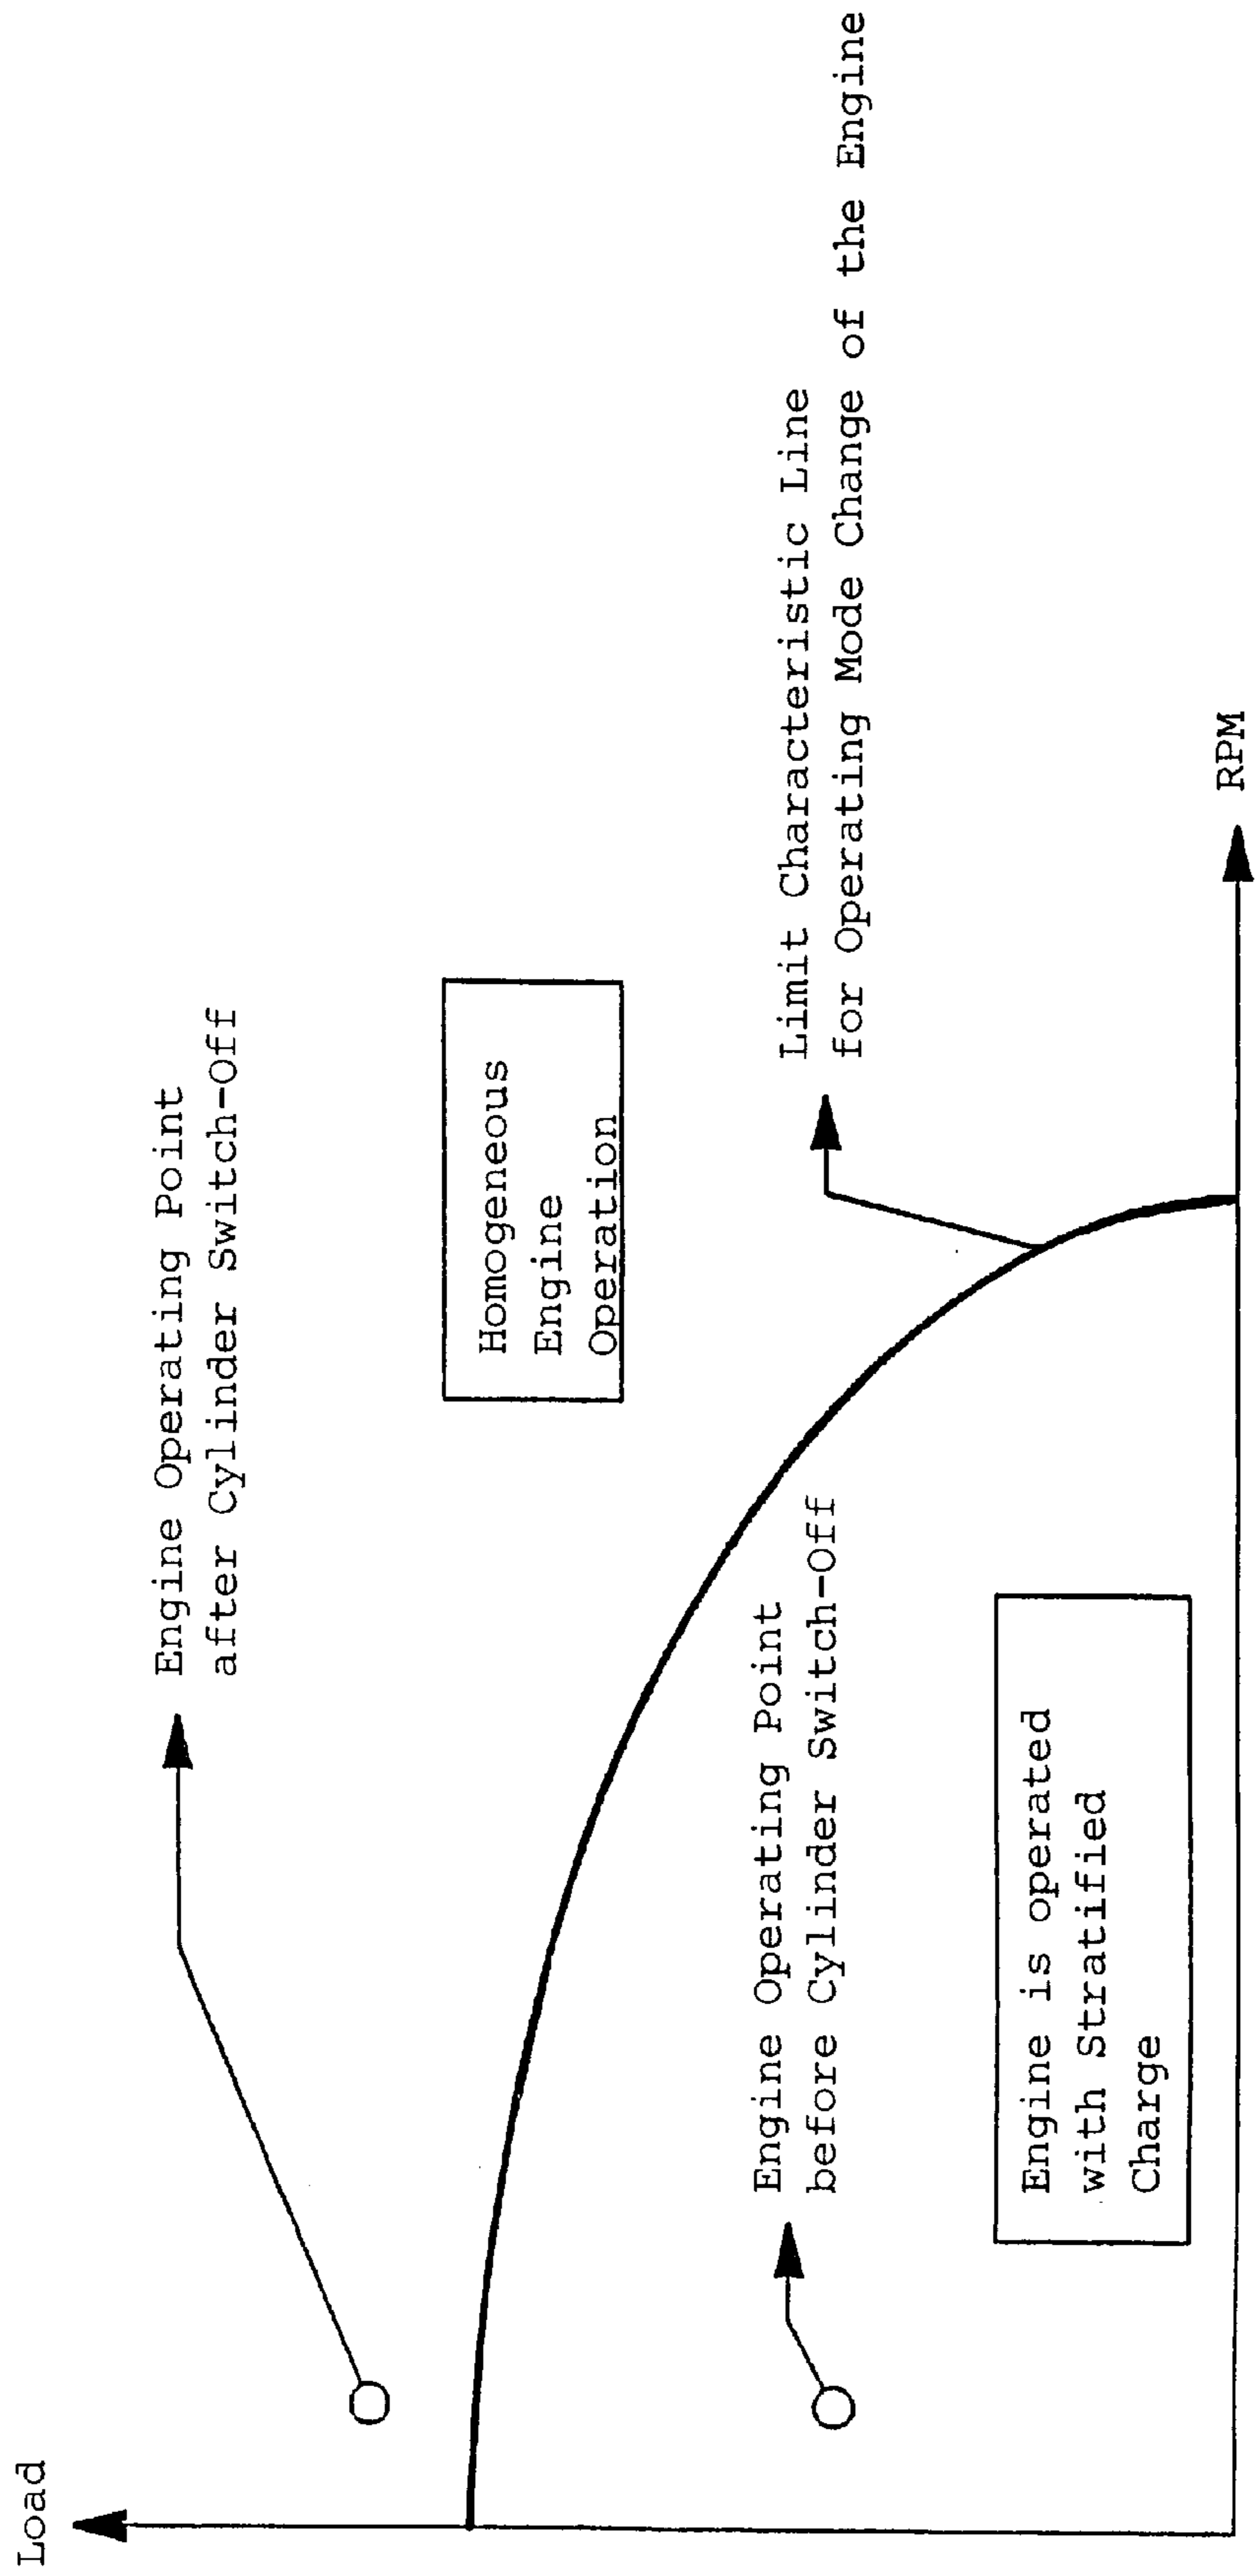 Load
Engine Operating Point
after Cylinder Switch-Off
Homogeneous
Engine
Operation
Limit Characteristic Line
for Operating Mode Change of the Engine
Engine Operating Point
before Cylinder Switch-Off
Engine is operated
with Stratified
Charge
RPM